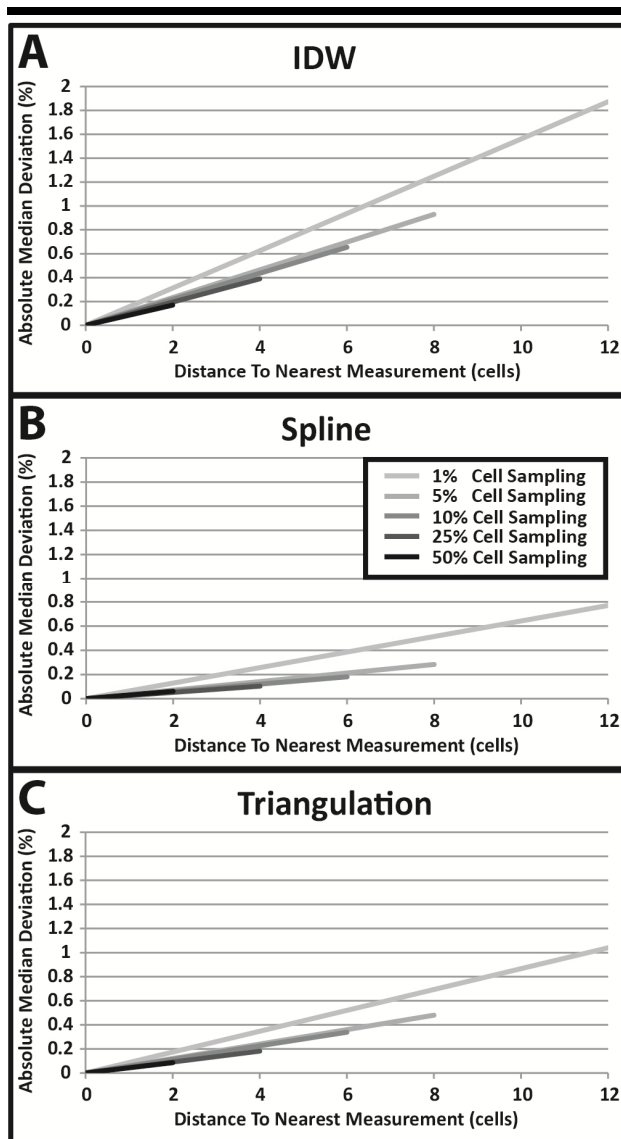 A
IDW
Absolute Median Deviation (%)
2
1.8
1.6
1.4
1.2
1
0.8
0.6
0.4
0.2
0
0 2 4 6 8 10 12
Distance To Nearest Measurement (cells)
B
Spline
Absolute Median Deviation (%)
2
1.8
1.6
1.4
1.2
1
0.8
0.6
0.4
0.2
0
1% Cell Sampling
5% Cell Sampling
10% Cell Sampling
25% Cell Sampling
50% Cell Sampling
0 2 4 6 8 10 12
Distance To Nearest Measurement (cells)
C
Triangulation
Absolute Median Deviation (%)
2
1.8
1.6
1.4
1.2
1
0.8
0.6
0.4
0.2
0
0 2 4 6 8 10 12
Distance To Nearest Measurement (cells)